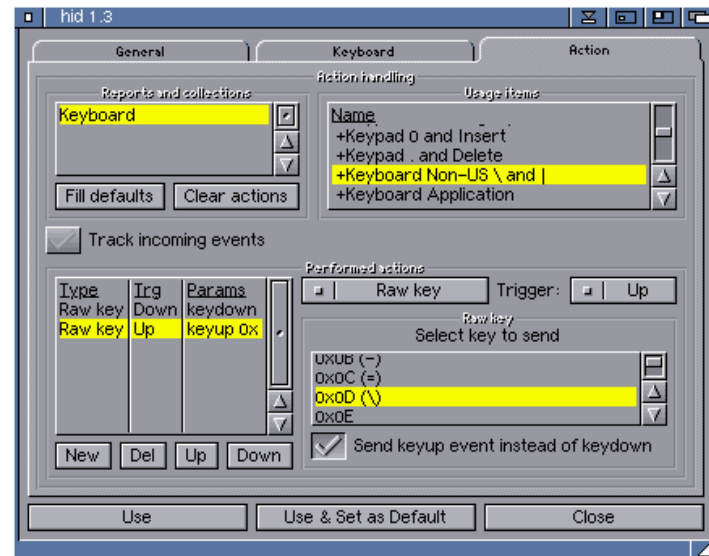 hid 1.3
General Keyboard Action
Action handling
Reports and collections
Keyboard
Fill defaults Clear actions
Usage items
Name
+Keypad 0 and Insert
+Keypad . and Delete
+Keyboard Non-US \ and |
+Keyboard Application
Track incoming events
Performed actions
Type Trg Params
Raw key Down keydown
Raw key Up keyup 0x
New Del Up Down
Raw key Trigger: Up
Raw key
Select key to send
0x0B (-)
0x0C (=)
0x0D (\)
0x0E
Send keyup event instead of keydown
Use Use & Set as Default Close